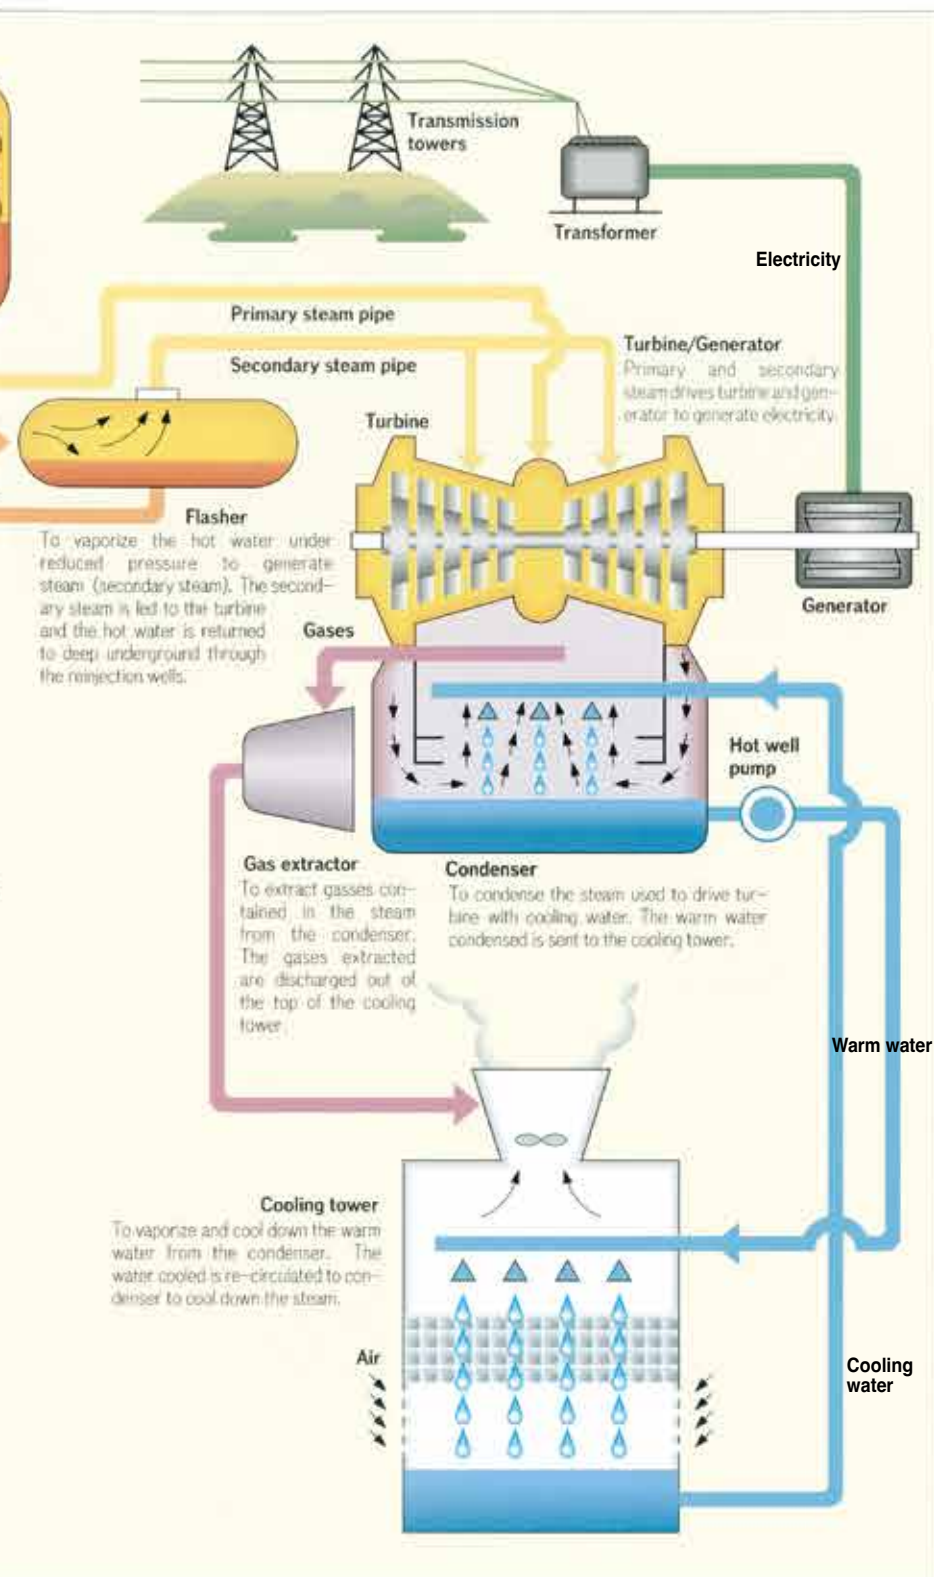 Transmission
towers
Transformer
Electricity
Primary steam pipe
Secondary steam pipe
Turbine/Generator
Primary and secondary
steam drives turbine and gen-
erator to generate electricity.
Turbine
Flasher
To vaporize the hot water under
reduced pressure to generate
steam (secondary steam). The second-
ary steam is led to the turbine
and the hot water is returned
to deep underground through
the reinjection wells.
Generator
Gases
Hot well
pump
Gas extractor
To extract gasses con-
tained in the steam
from the condenser.
The gases extracted
are discharged out of
the top of the cooling
tower.
Condenser
To condense the steam used to drive tur-
bine with cooling water. The warm water
condensed is sent to the cooling tower.
Warm water
Cooling tower
To vaporize and cool down the warm
water from the condenser. The
water cooled is re-circulated to con-
denser to cool down the steam.
Air
Cooling
water